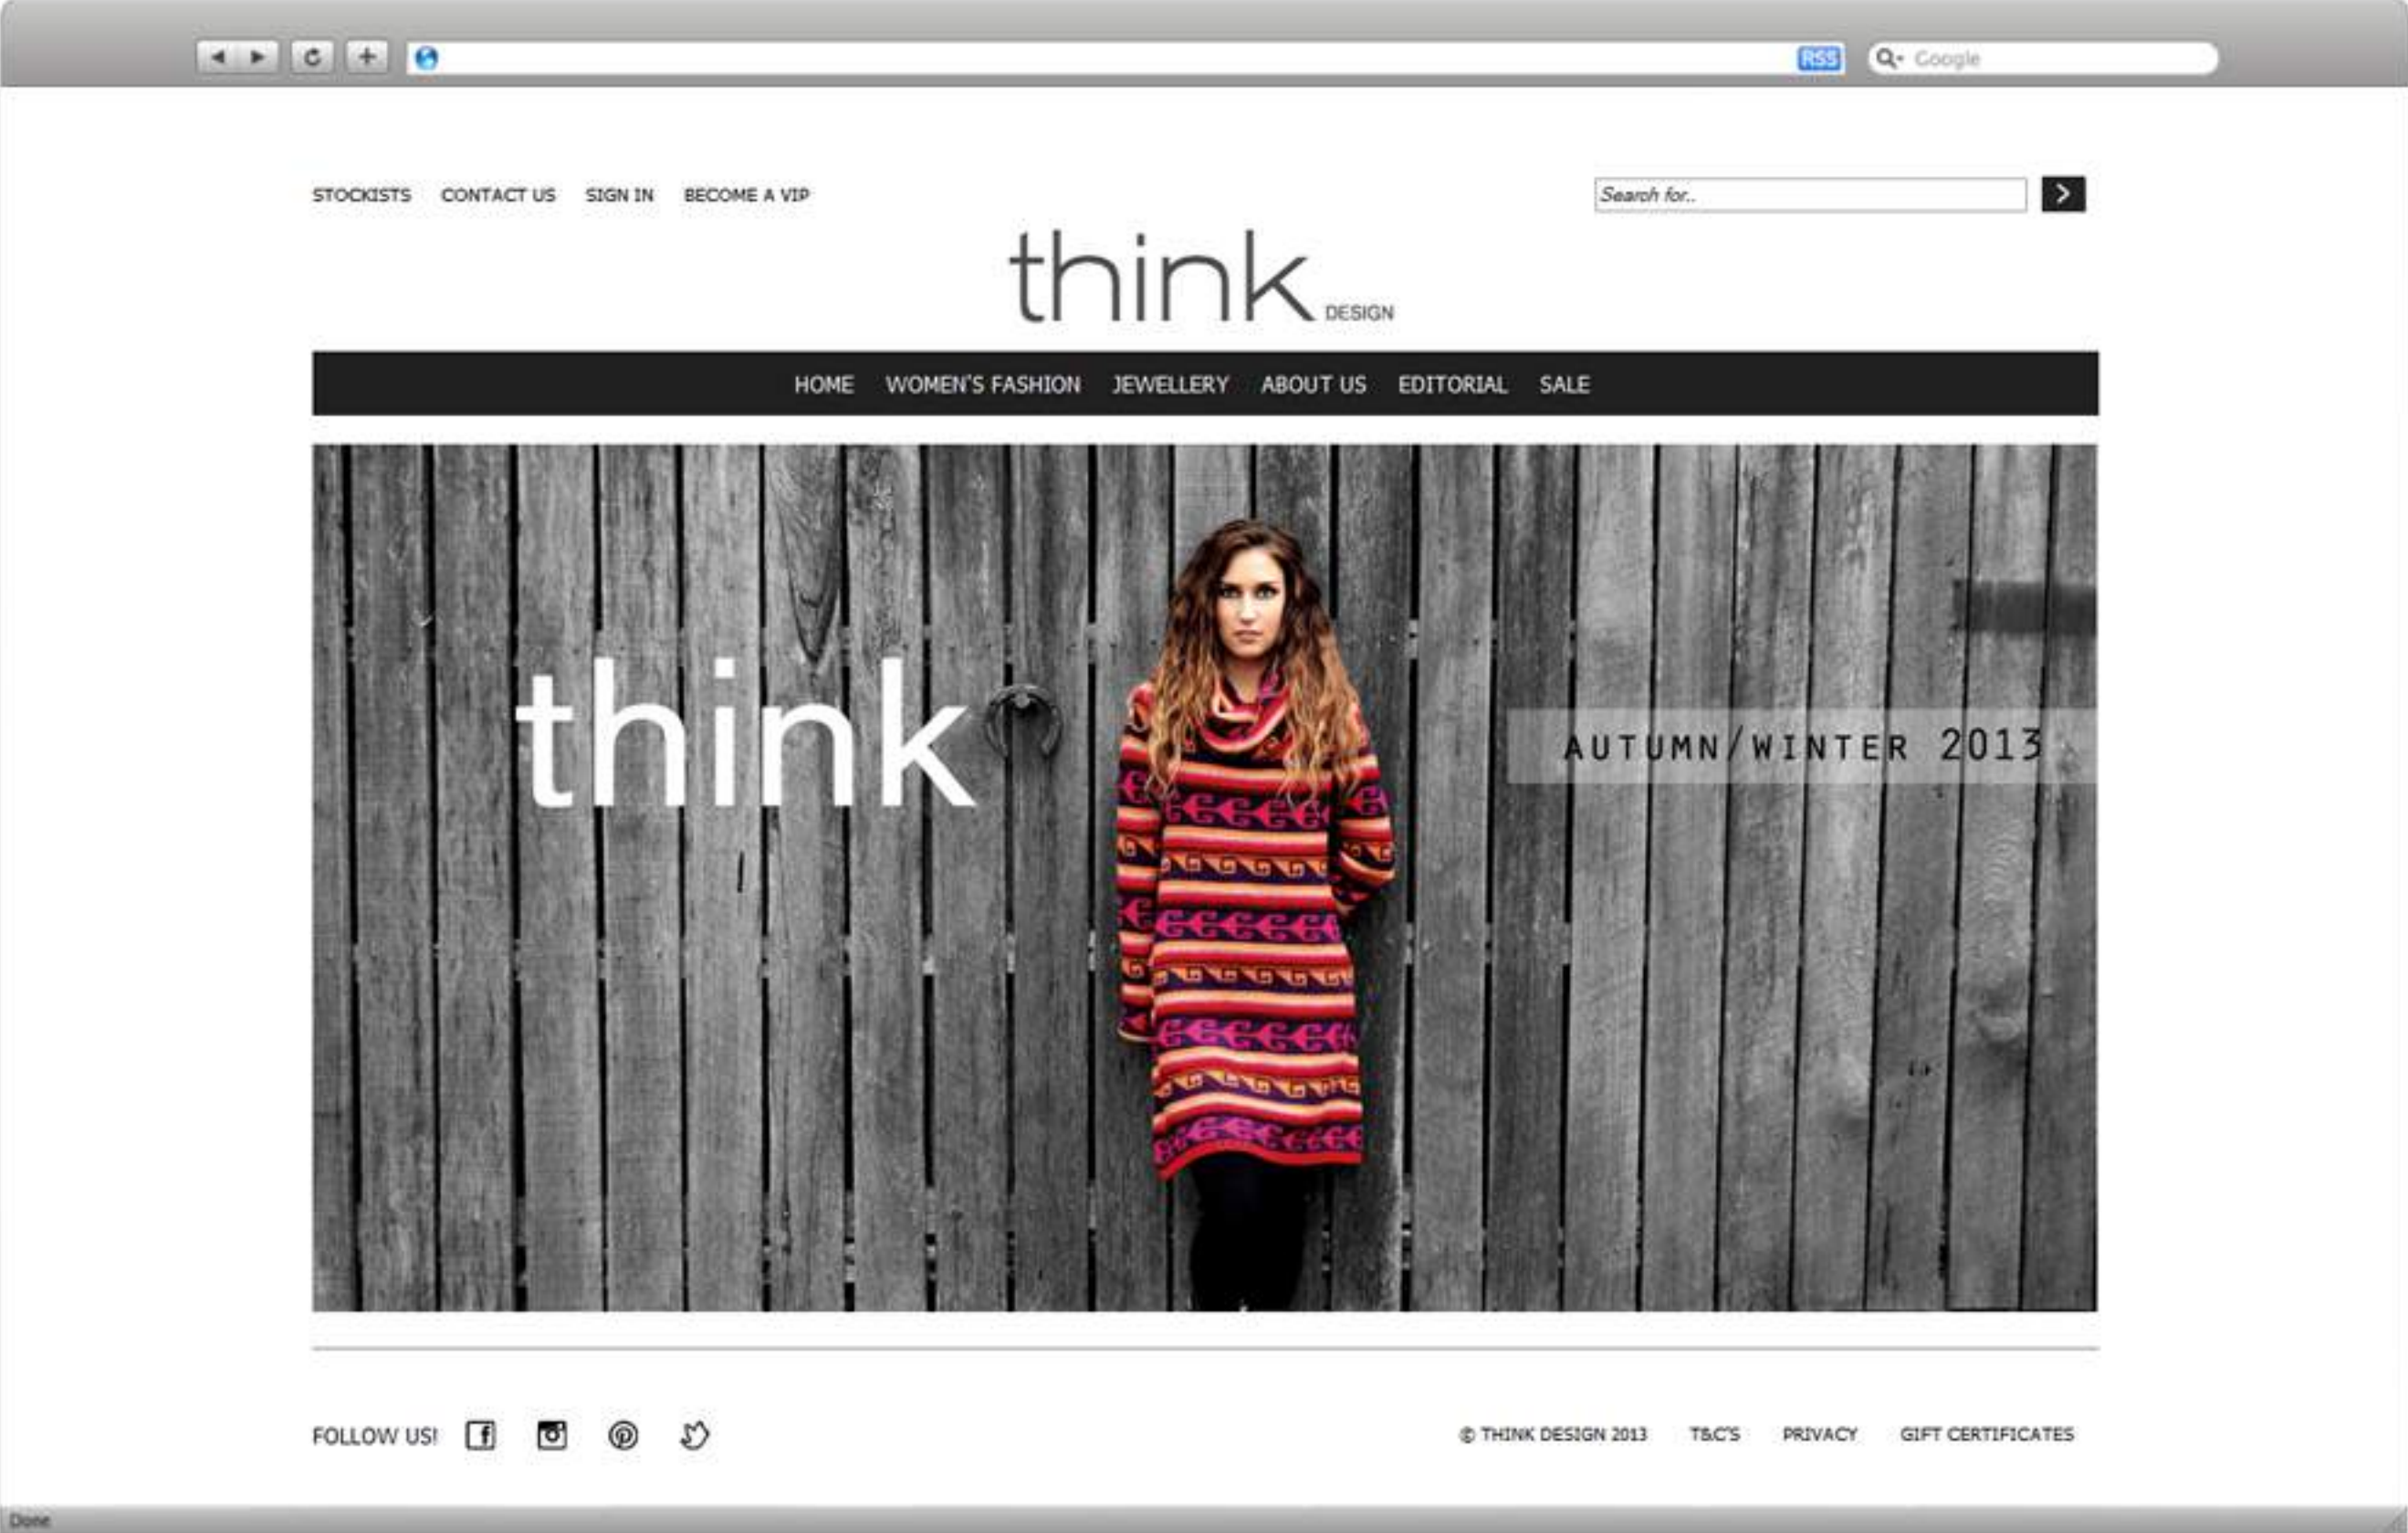 RSS
Google
STOCKISTS CONTACT US SIGN IN BECOME A VIP
Search for..
think DESIGN
HOME WOMEN'S FASHION JEWELLERY ABOUT US EDITORIAL SALE
think
AUTUMN/WINTER 2013
FOLLOW US!
© THINK DESIGN 2013 T&C'S PRIVACY GIFT CERTIFICATES
Done